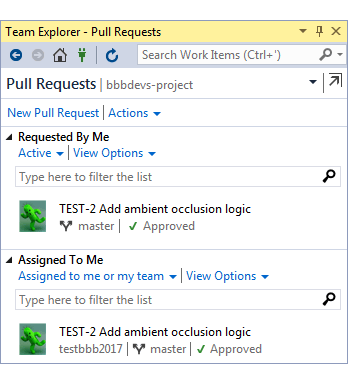 Team Explorer - Pull Requests
Search Work Items (Ctrl+')
Pull Requests | bbbdevs-project
New Pull Request | Actions
Requested By Me
Active | View Options
Type here to filter the list
TEST-2 Add ambient occlusion logic
master | Approved
Assigned To Me
Assigned to me or my team | View Options
Type here to filter the list
TEST-2 Add ambient occlusion logic
testbbb2017 | master | Approved